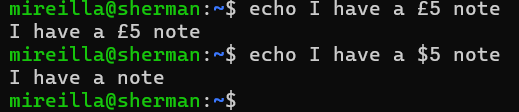 mireilla@sherman:~$ echo I have a £5 note
I have a £5 note
mireilla@sherman:~$ echo I have a $5 note
I have a note
mireilla@sherman:~$